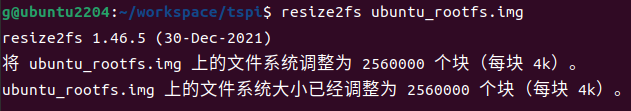 g@ubuntu2204:~/workspace/tspi$ resize2fs ubuntu_rootfs.img
resize2fs 1.46.5 (30-Dec-2021)
将 ubuntu_rootfs.img 上的文件系统调整为 2560000 个块（每块 4k）。
ubuntu_rootfs.img 上的文件系统大小已经调整为 2560000 个块（每块 4k）。